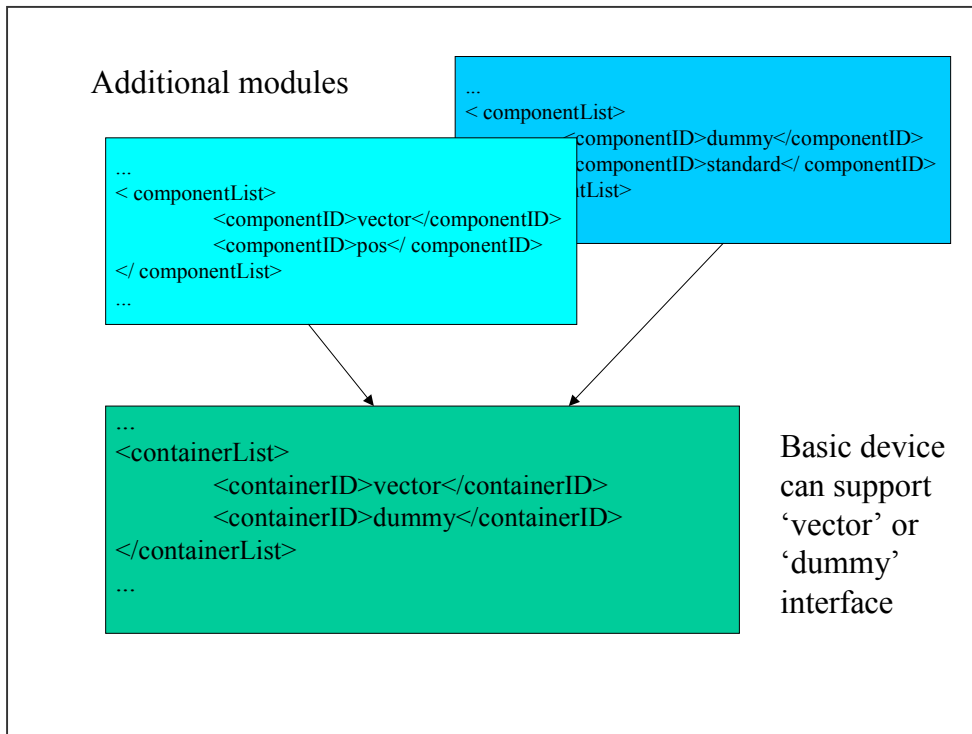 Additional modules
...
< componentList>
<componentID>dummy</componentID>
componentID>standard</ componentID>
ntList>
...
< componentList>
<componentID>vector</componentID>
<componentID>pos</ componentID>
</ componentList>
...
...
<containerList>
<containerID>vector</containerID>
<containerID>dummy</containerID>
</containerList>
...
Basic device
can support
‘vector’ or
‘dummy’
interface